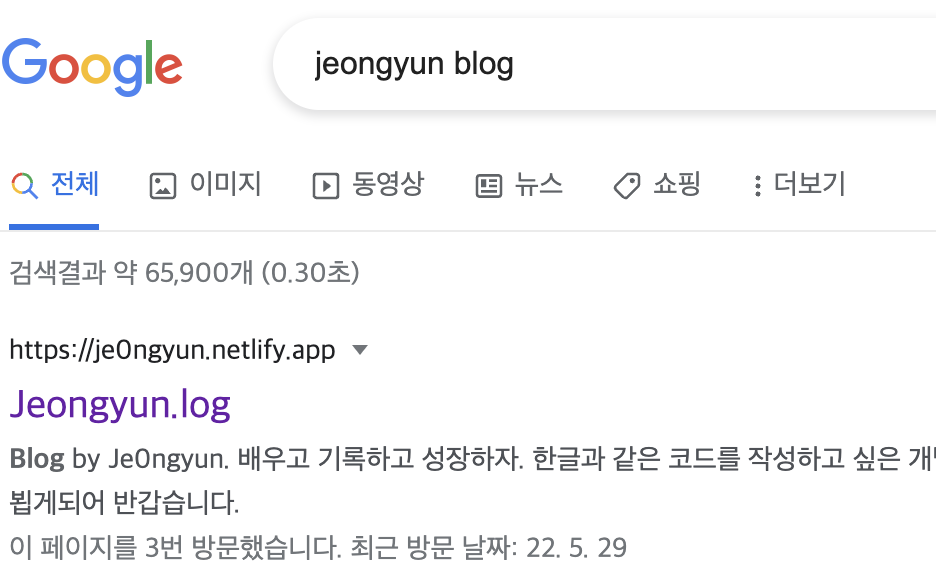 Google
jeongyun blog
전체 이미지 동영상 뉴스 쇼핑 더보기
검색결과 약 65,900개 (0.30초)
https://je0ngyun.netlify.app
Jeongyun.log
Blog by Je0ngyun. 배우고 기록하고 성장하자. 한글과 같은 코드를 작성하고 싶은
뵙게되어 반갑습니다.
이 페이지를 3번 방문했습니다. 최근 방문 날짜: 22. 5. 29